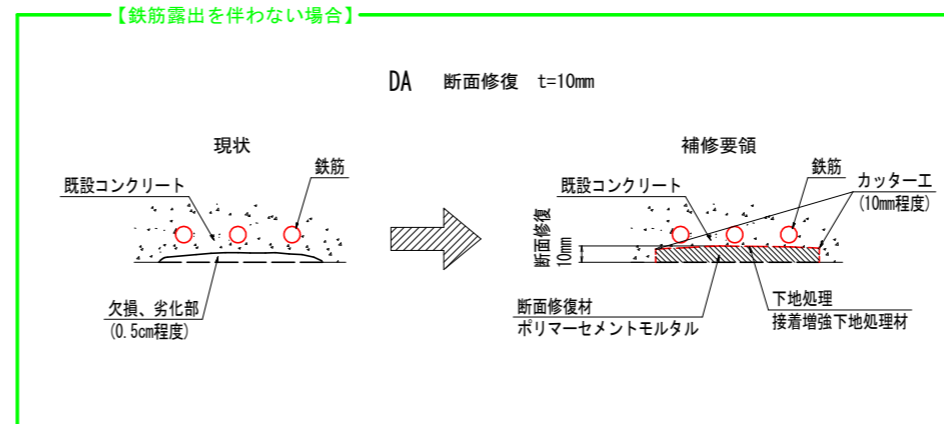 【鉄筋露出を伴わない場合】
DA 断面修復 t=10mm
現状
鉄筋
既設コンクリート
欠損、劣化部
(0.5cm程度)
補修要領
鉄筋
既設コンクリート
カッター工
(10mm程度)
断面修復
10mm
断面修復材
ポリマーセメントモルタル
下地処理
接着増強下地処理材